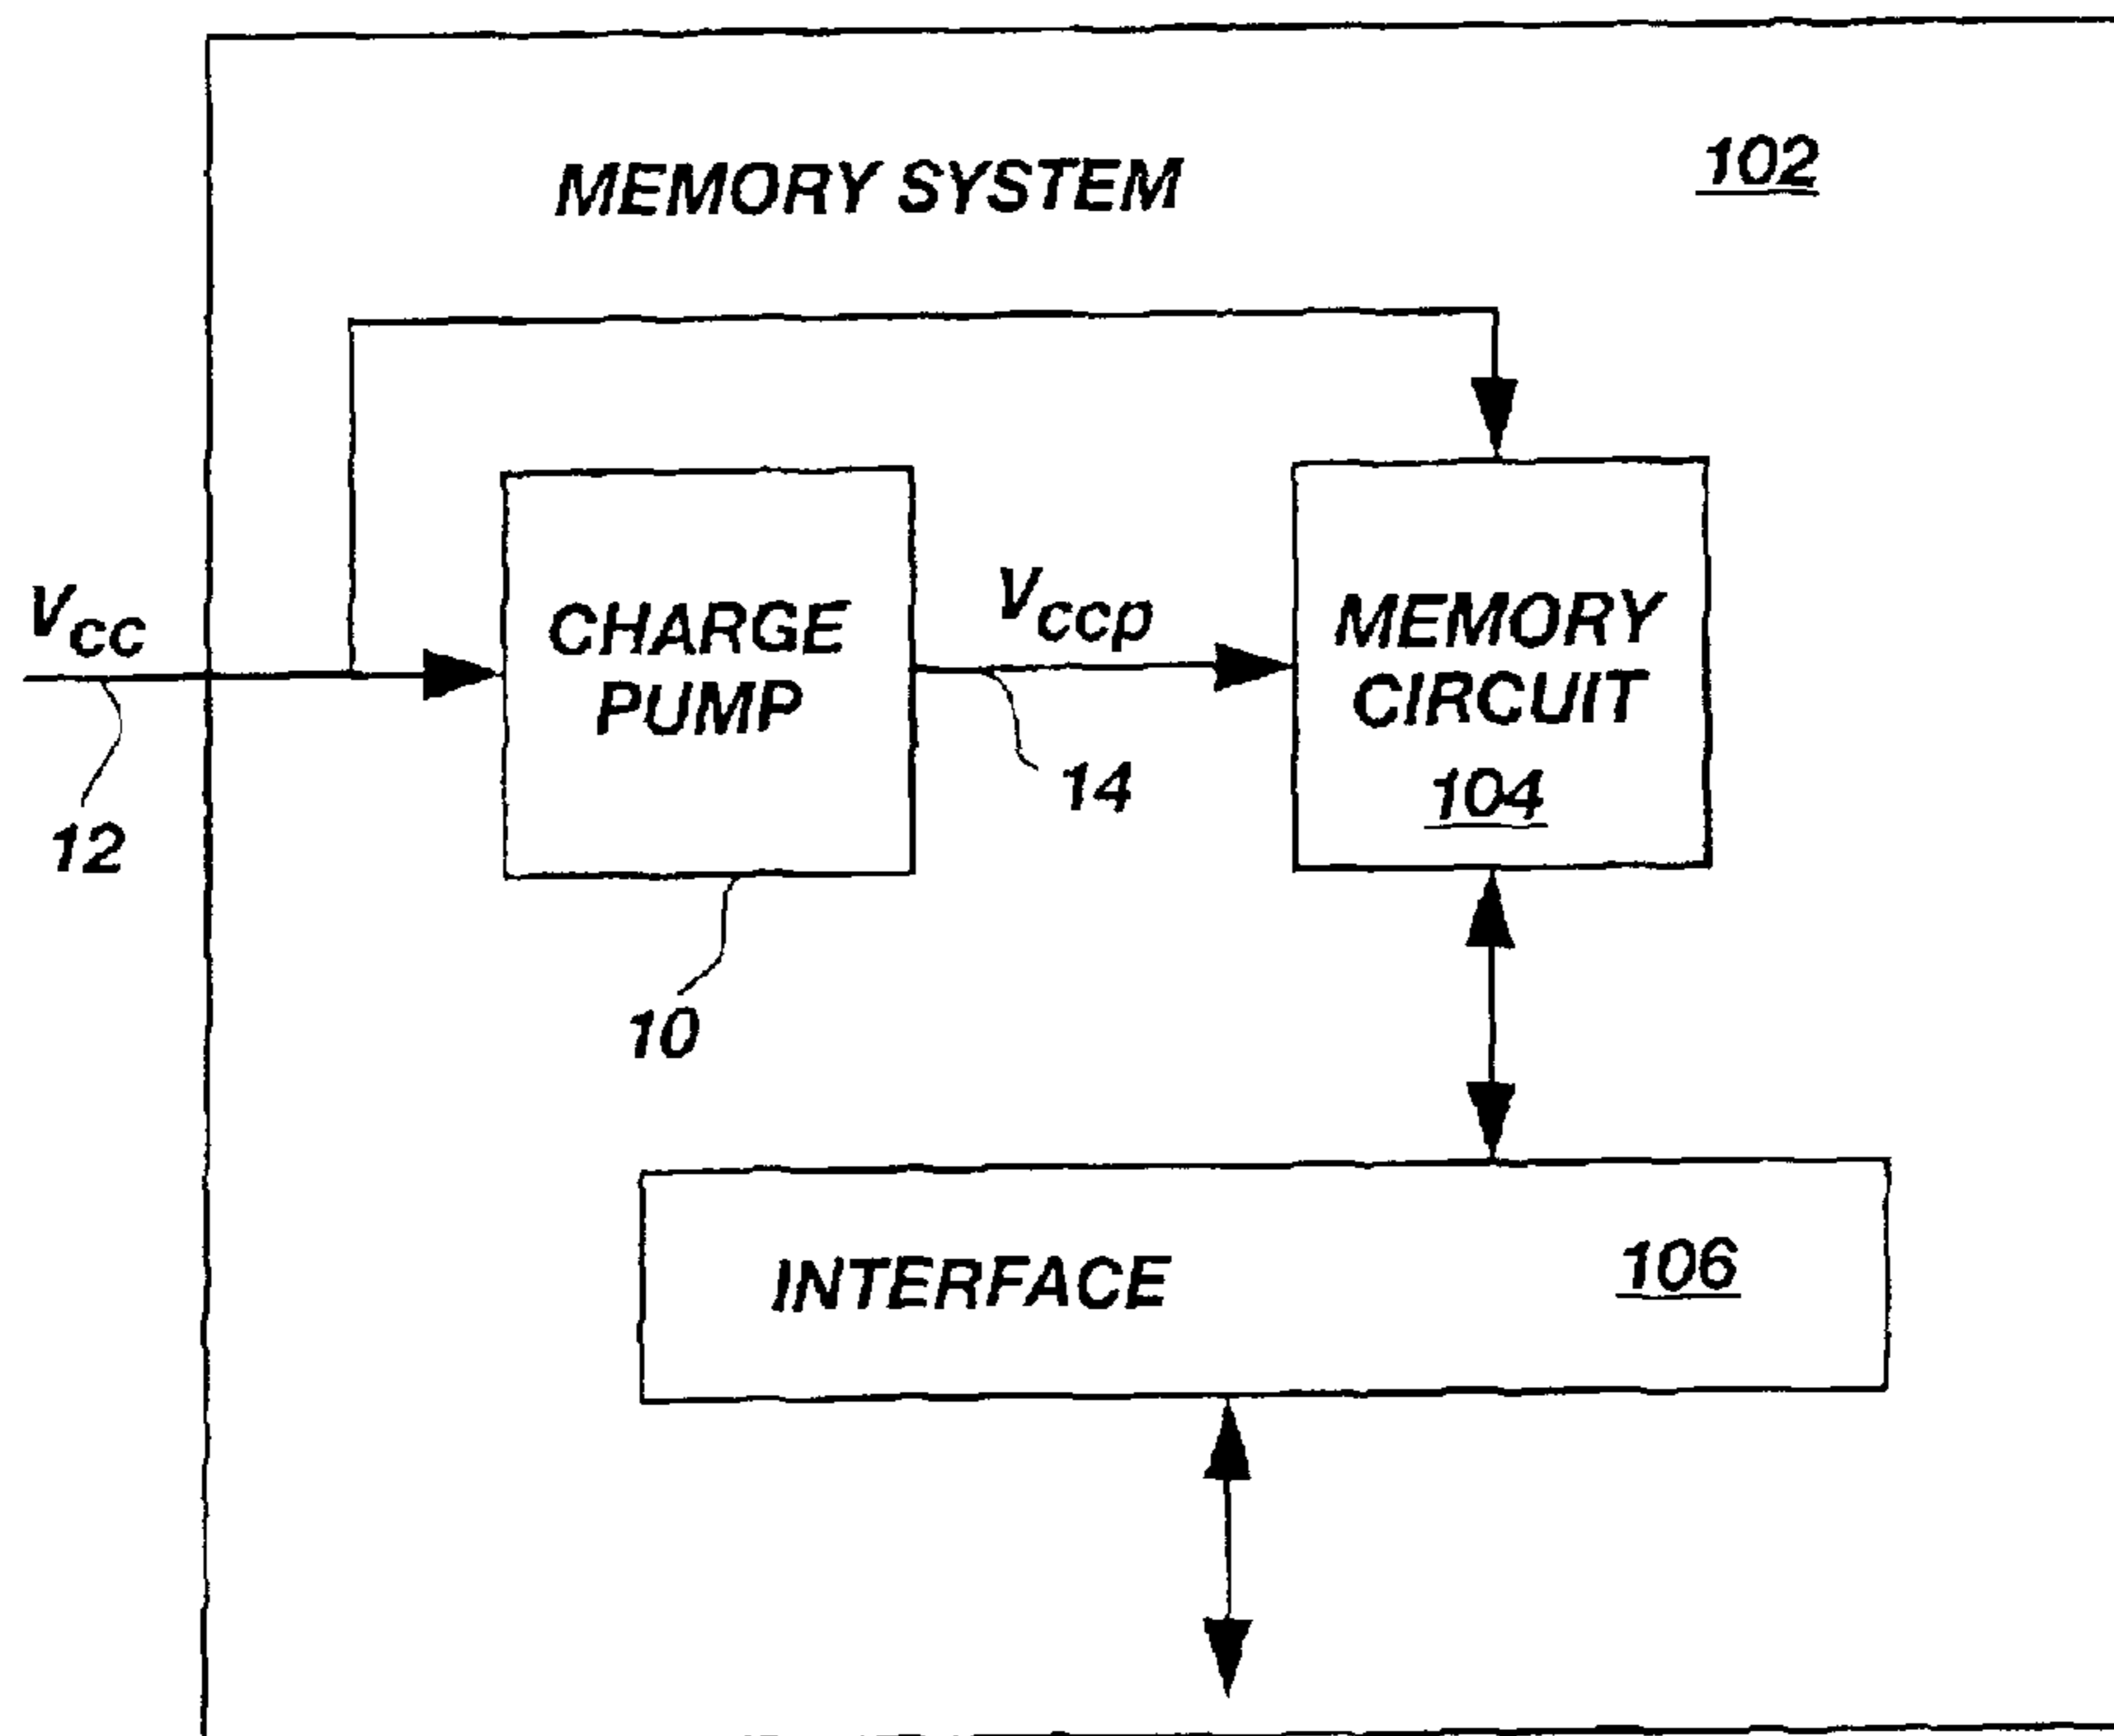 102
MEMORY SYSTEM
Vcc
CHARGE
PUMP
Vccp
MEMORY
CIRCUIT
104
14
12
10
INTERFACE
106